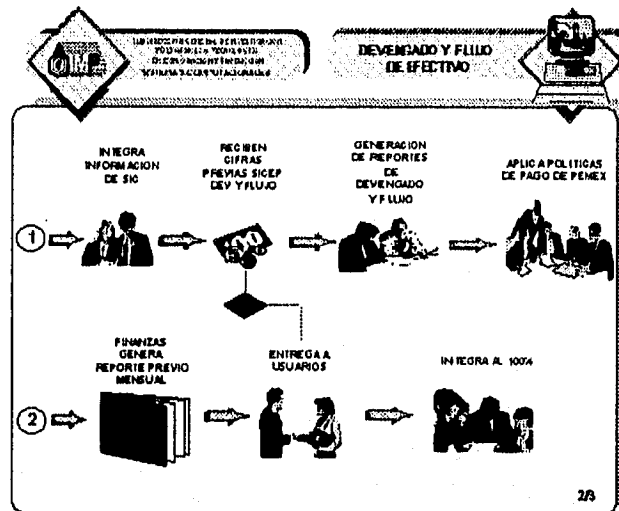 DEVENGADO Y FLUJO
DE EFECTIVO
INTEGRA
INFORMACION
DE SIC
RECIBEN
CIFRAS
PREVIAS SICEP
DEV Y FLUJO
GENERACION
DE REPORTES
DE
DEVENGADO
Y FLUJO
APLICA POLITICAS
DE PAGO DE PEMEX
1
FINANZAS
GENERA
REPORTE PREVIO
MENSUAL
ENTREGA A
USUARIOS
INTEGRA AL 100%
2
2/3